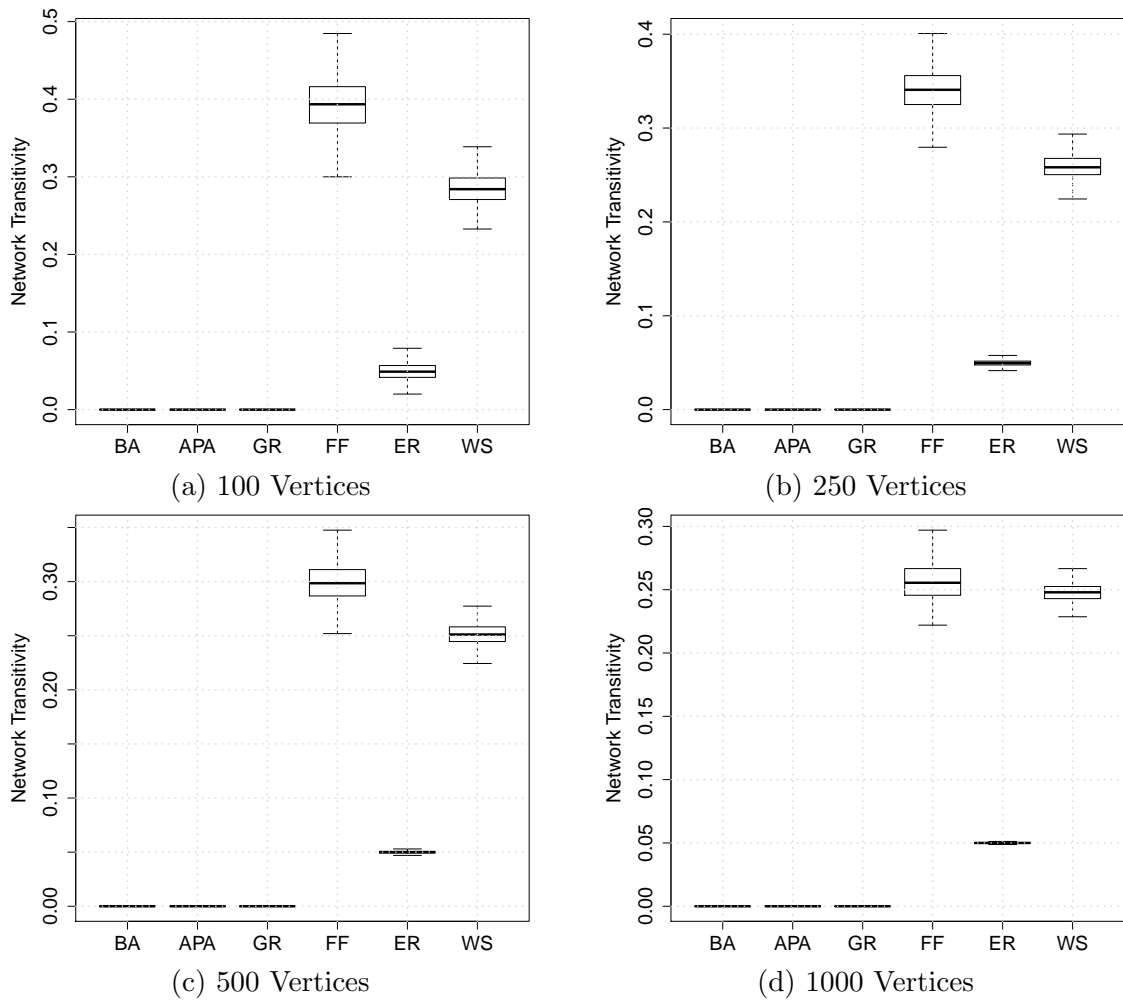 Network Transitivity
0.5
0.4
0.3
0.2
0.1
0.0
BA APA GR FF ER WS
(a) 100 Vertices
Network Transitivity
0.4
0.3
0.2
0.1
0.0
BA APA GR FF ER WS
(b) 250 Vertices
Network Transitivity
0.30
0.20
0.10
0.00
BA APA GR FF ER WS
(c) 500 Vertices
Network Transitivity
0.30
0.25
0.20
0.15
0.10
0.05
0.00
BA APA GR FF ER WS
(d) 1000 Vertices